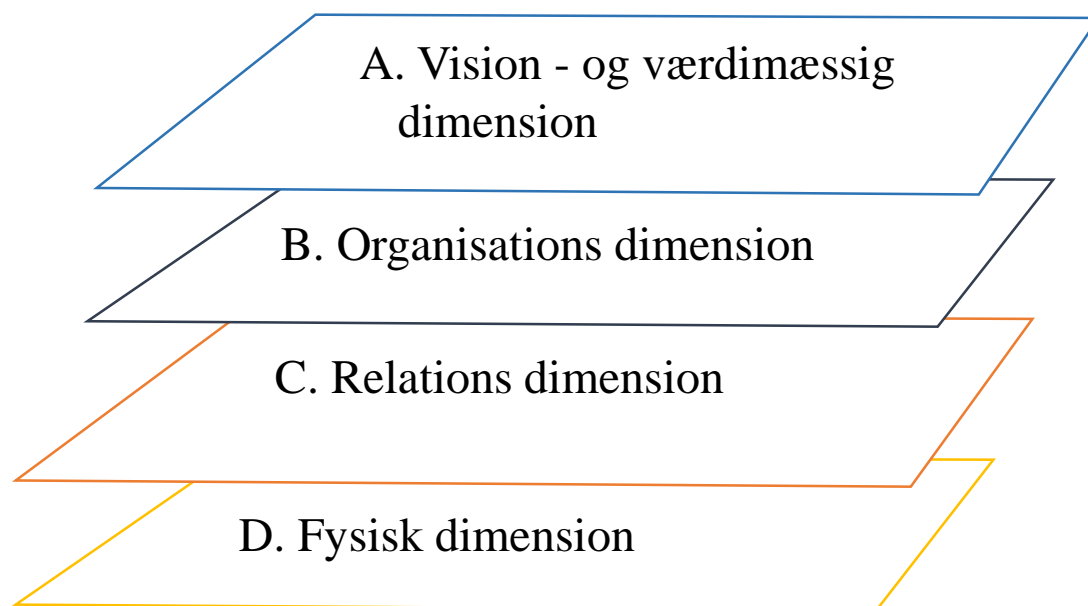 A. Vision - og værdimæssig
dimension
B. Organisations dimension
C. Relations dimension
D. Fysisk dimension